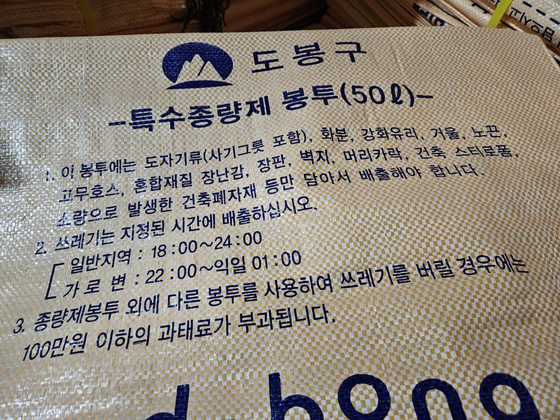 도봉구
-특수종량제 봉투(50ℓ)-
1. 이 봉투에는 도자기류(사기그릇 포함), 화분, 강화유리, 거울, 노끈,
고무호스, 혼합재질 장난감, 장판, 벽지, 머리카락, 건축 스티로폼,
소량으로 발생한 건축폐자재 등만 담아서 배출해야 합니다.
2. 쓰레기는 지정된 시간에 배출하십시오.
일반지역 : 18:00~24:00
가 로 변 : 22:00~익일 01:00
3. 종량제봉투 외에 다른 봉투를 사용하여 쓰레기를 버릴 경우에는
100만원 이하의 과태료가 부과됩니다.